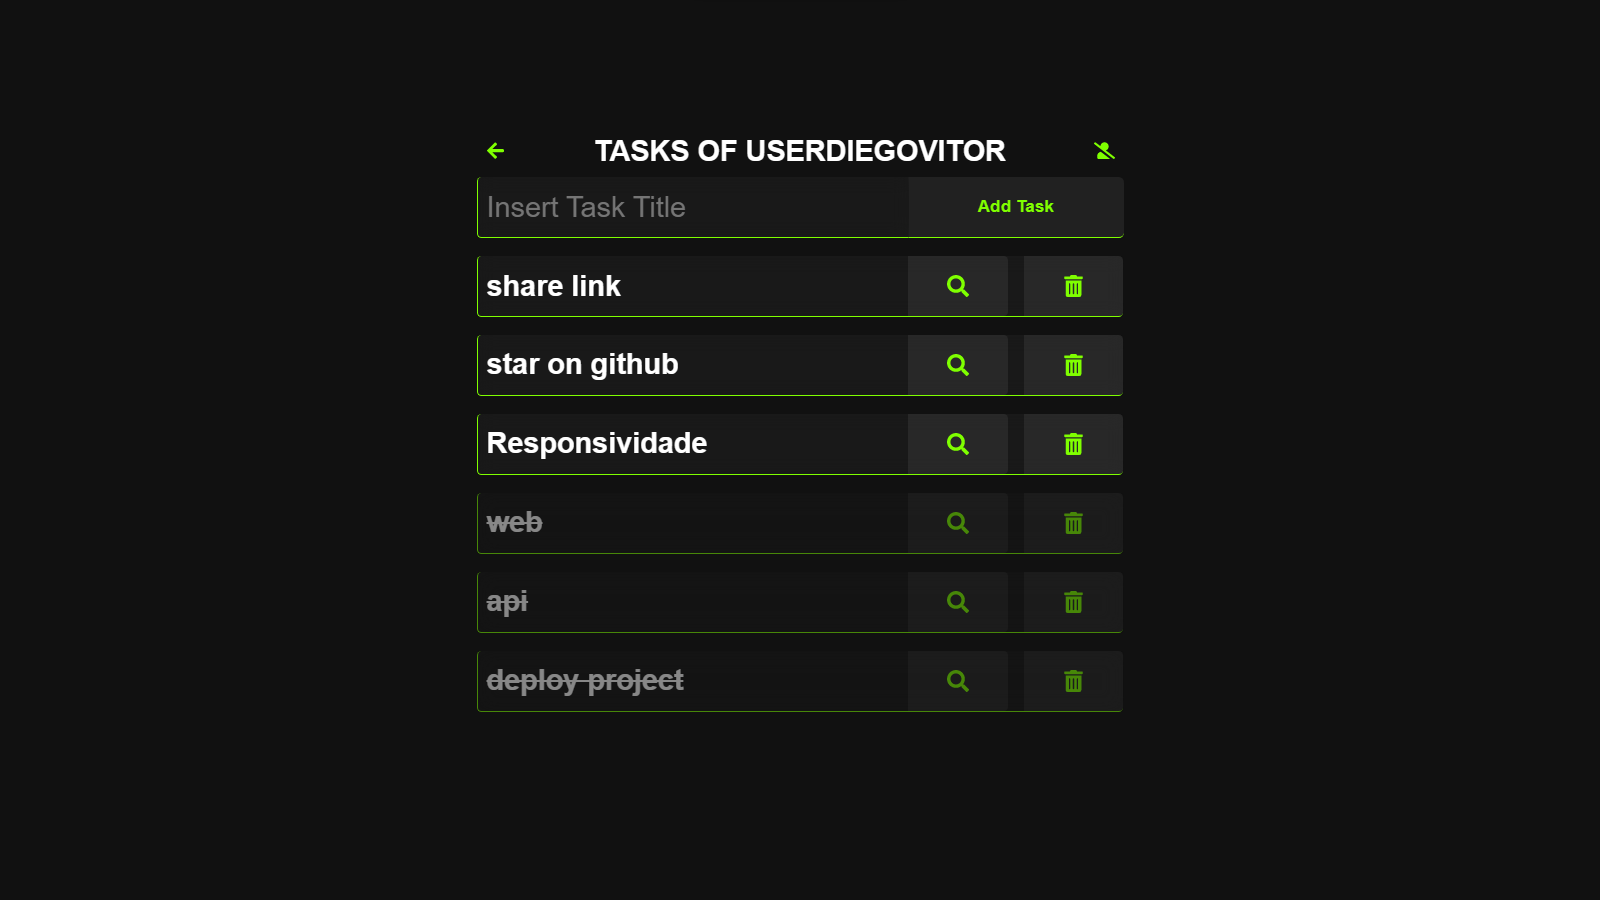 TASKS OF USERDIEGOVITOR
Insert Task Title
Add Task
share link
star on github
Responsividade
web
api
deploy project